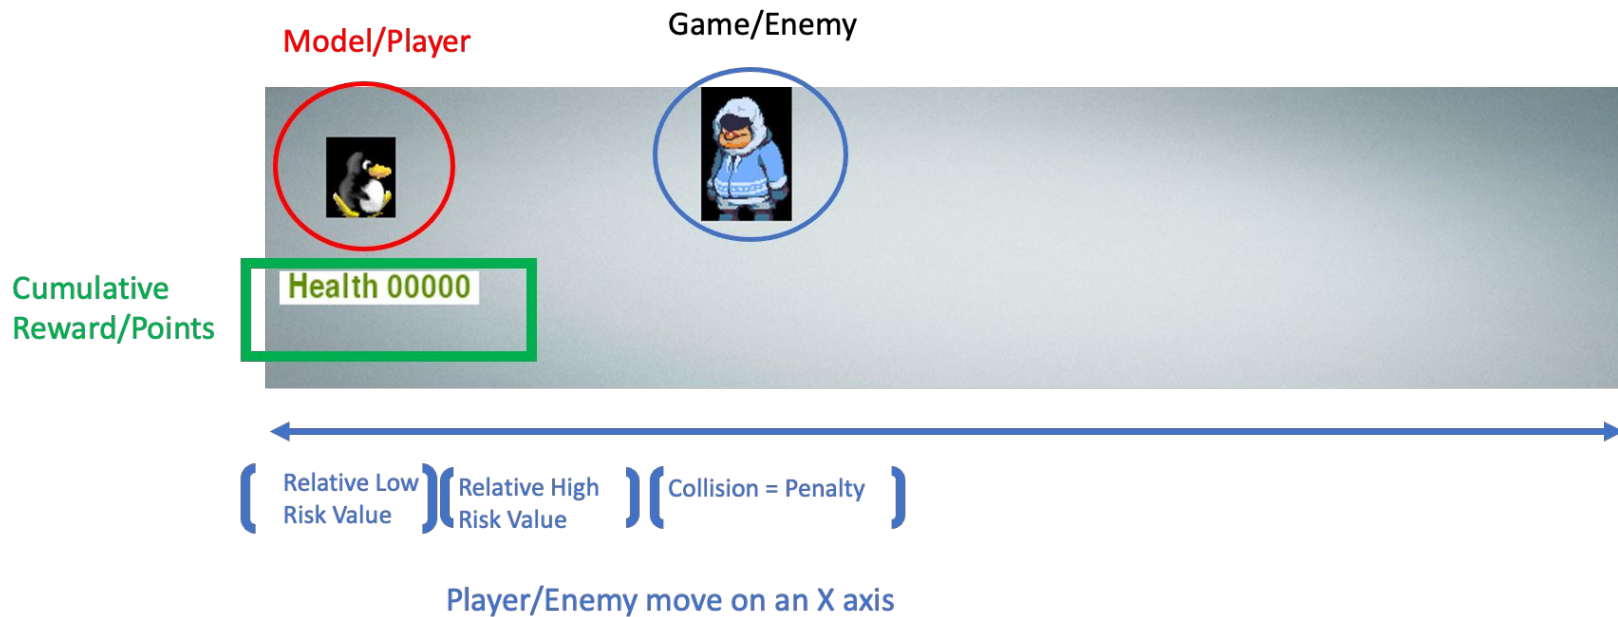 Model/Player
Game/Enemy
Health 00000
Cumulative
Reward/Points
Relative Low
Risk Value
Relative High
Risk Value
Collision = Penalty
Player/Enemy move on an X axis